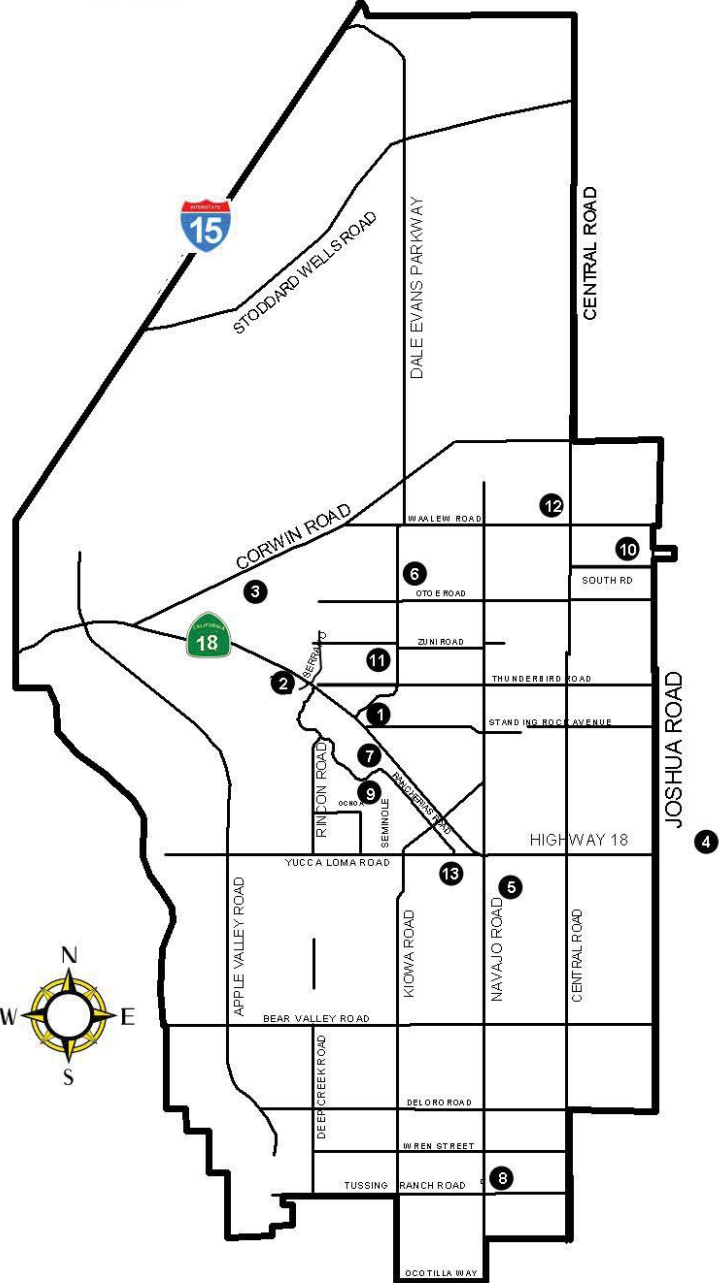 INTERSTATE
15
STODDARD WELLS ROAD
DALE EVANS PARKWAY
CENTRAL ROAD
CORWIN ROAD
WAALEW ROAD
12
10
SOUTH RD
6
3
OTOE ROAD
CALIFORNIA
18
SERRANO
ZUNI ROAD
11
2
THUNDERBIRD ROAD
1
STANDING ROCK AVENUE
JOSHUA ROAD
7
RANCHERIAS ROAD
RINCON ROAD
9
OCHOA
SEMINOLE
HIGHWAY 18
4
YUCCA LOMA ROAD
13
5
APPLE VALLEY ROAD
KIOWA ROAD
NAVAJO ROAD
CENTRAL ROAD
N
W
E
S
BEAR VALLEY ROAD
DEEP CREEK ROAD
DEL ORO ROAD
WREN STREET
8
TUSSING RANCH ROAD
OCOTILLA WAY